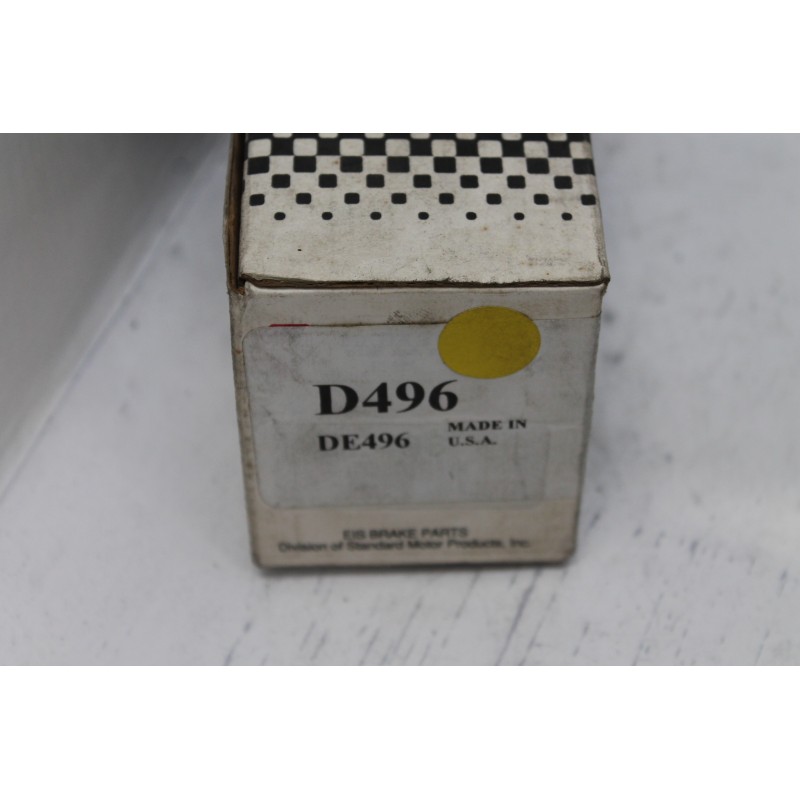 D496
DE496
MADE IN
U.S.A.
EIS BRAKE PARTS
Division of Standard Motor Products, Inc.